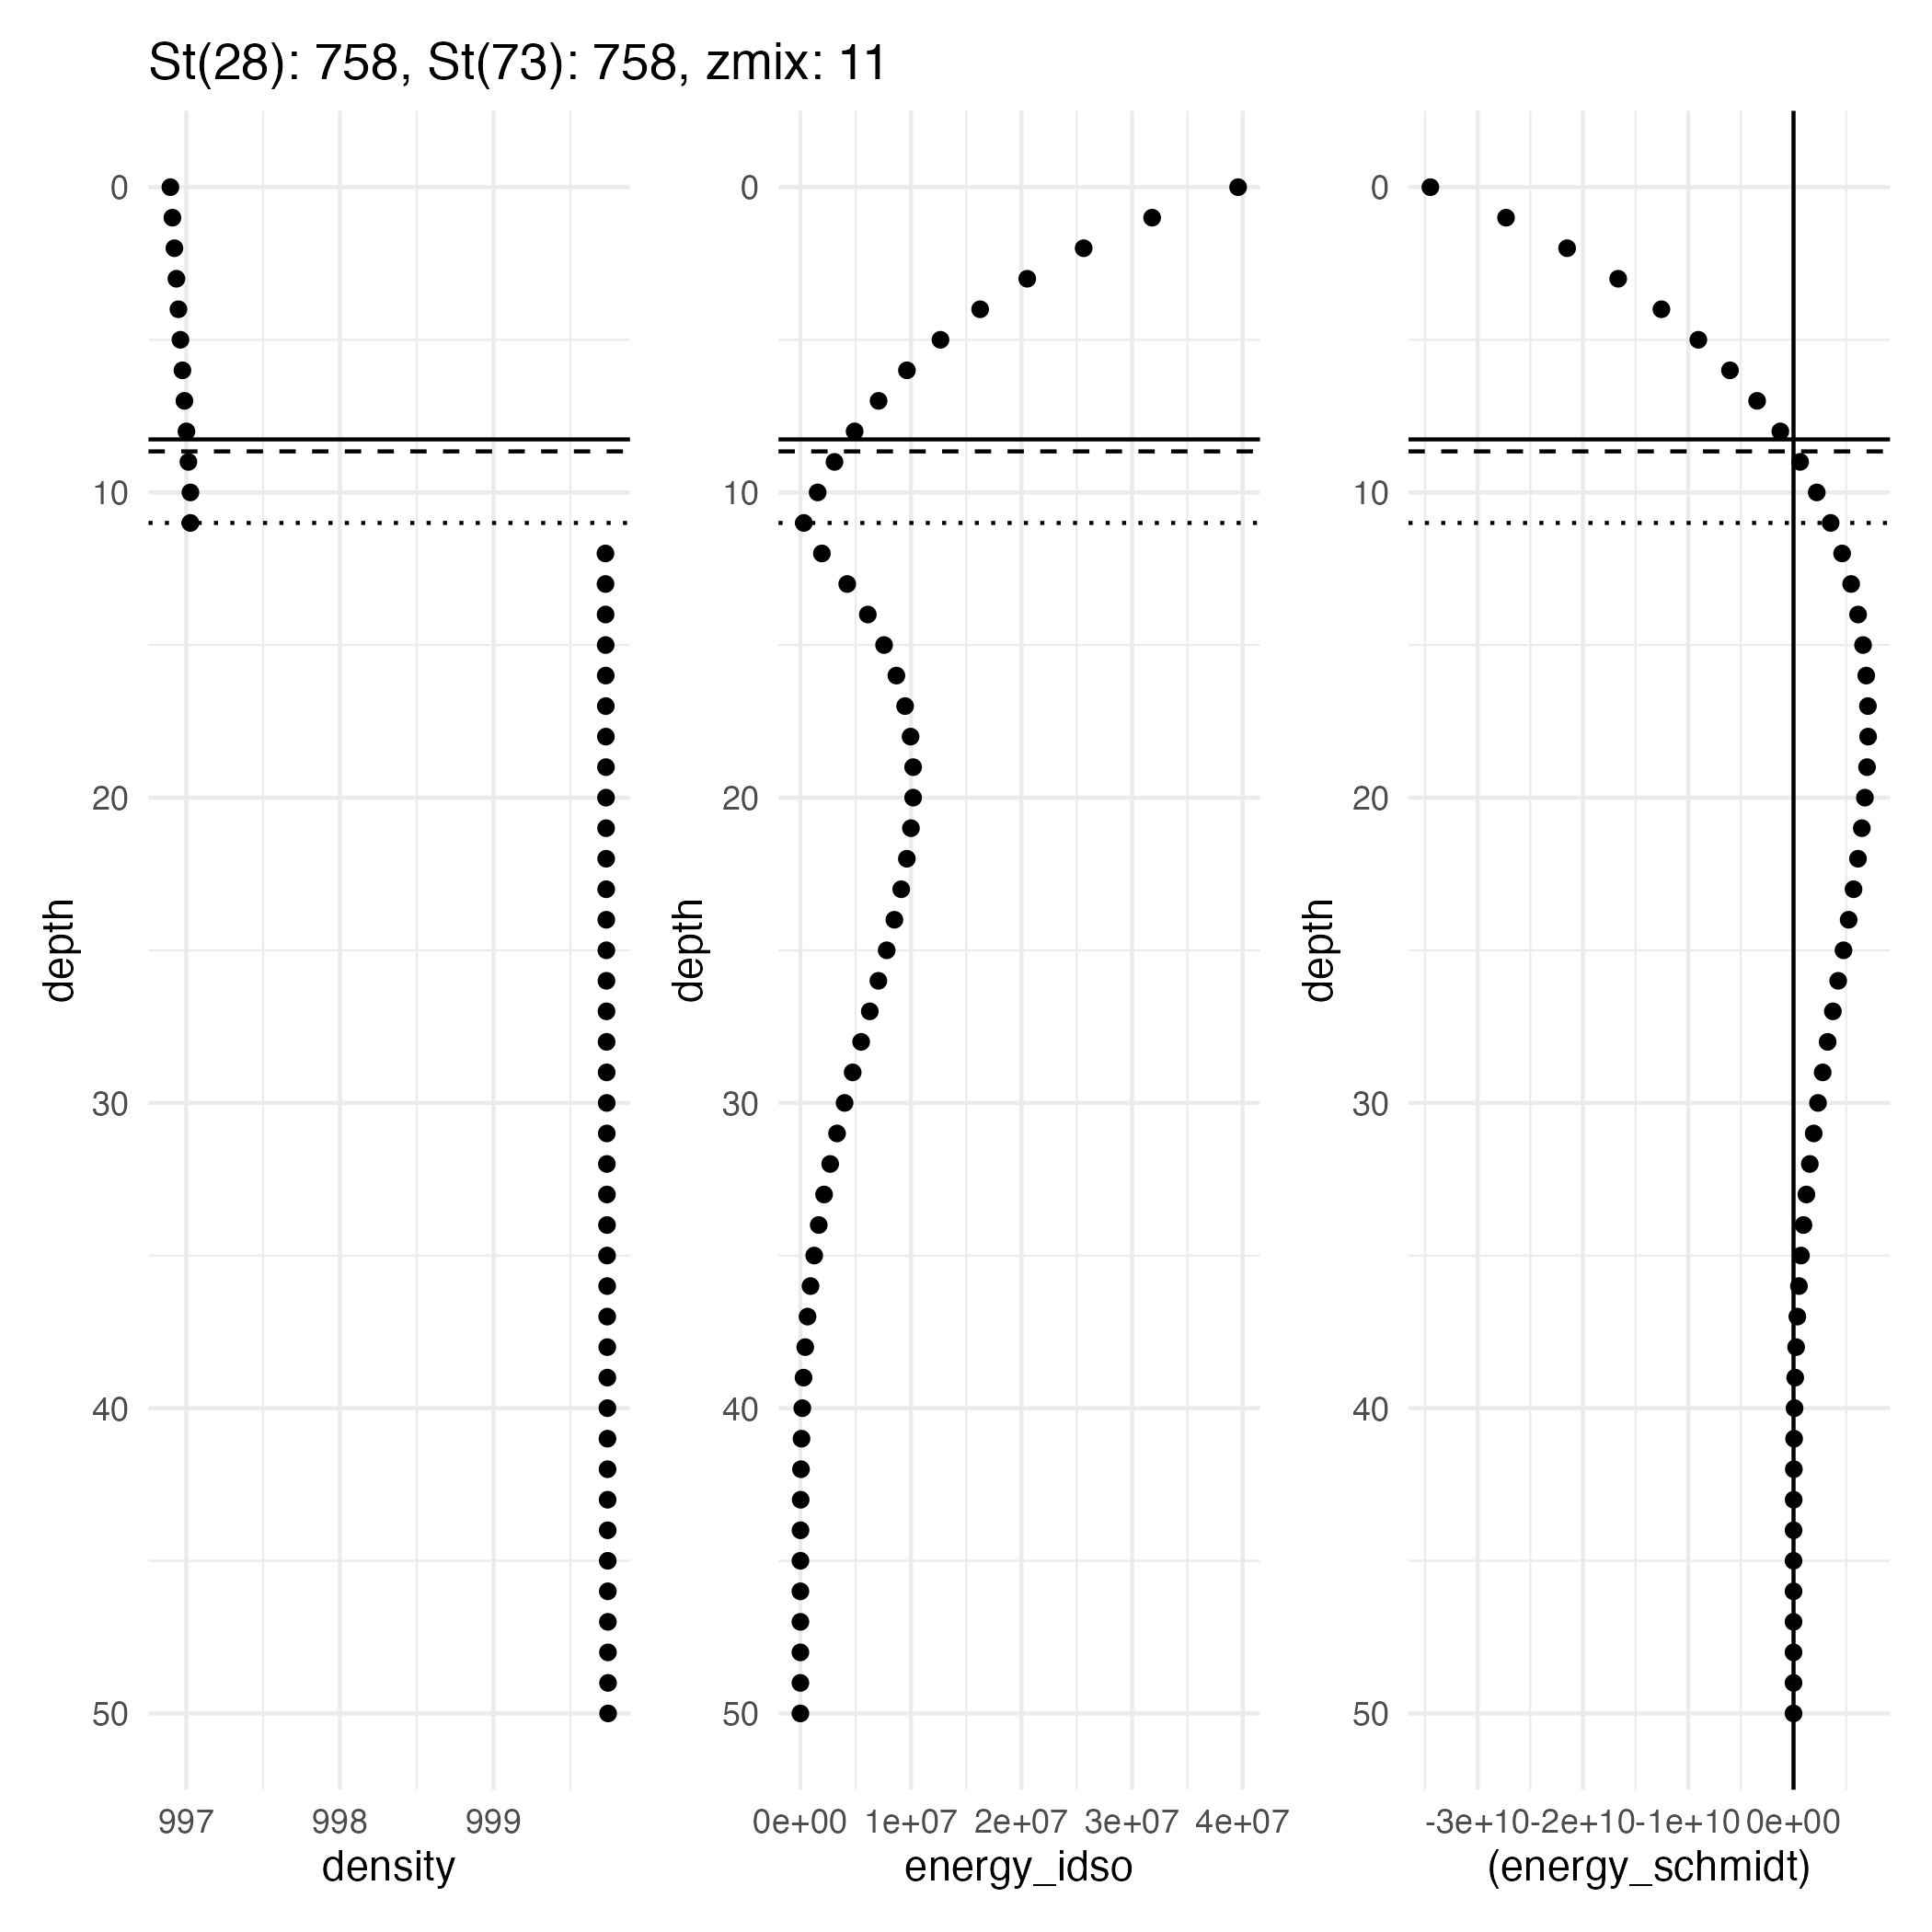 St(28): 758, St(73): 758, zmix: 11
0
10
20
30
40
50
depth
997 998 999
density
0
10
20
30
40
50
depth
0e+00 1e+07 2e+07 3e+07 4e+07
energy_idso
0
10
20
30
40
50
depth
-3e+10 -2e+10 -1e+10 0e+00
(energy_schmidt)